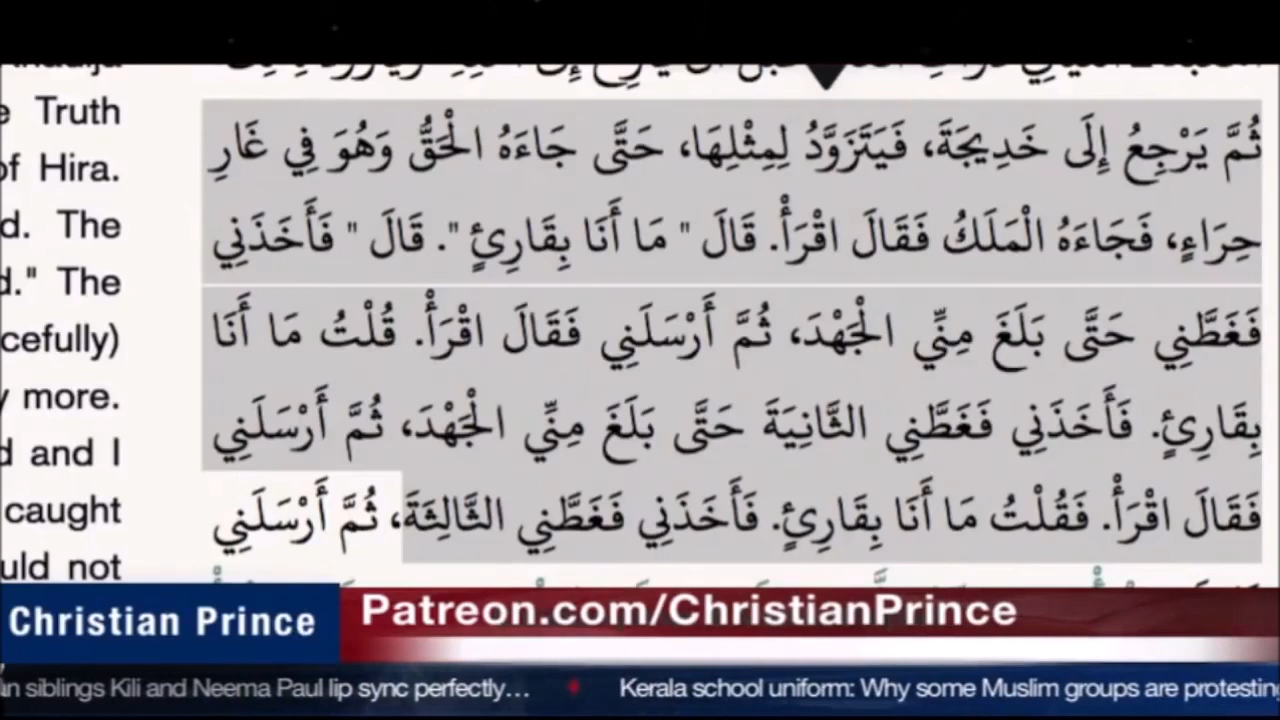 Truth
of Hira.
d. The
d." The
cefully)
more.
d and I
caught
uld not
ثُمَّ يَرْجِعُ إِلَى خَدِيجَةَ، فَيَتَزَوَّدُ لِمِثْلِهَا، حَتَّى جَاءَهُ الْحَقُّ وَهُوَ فِي غَارِ
حِرَاءٍ، فَجَاءَهُ الْمَلَكُ فَقَالَ اقْرَأْ. قَالَ " مَا أَنَا بِقَارِئٍ ". قَالَ " فَأَخَذَنِي
فَغَطَّنِي حَتَّى بَلَغَ مِنِّي الْجَهْدَ، ثُمَّ أَرْسَلَنِي فَقَالَ اقْرَأْ. قُلْتُ مَا أَنَا
بِقَارِئٍ. فَأَخَذَنِي فَغَطَّنِي الثَّانِيَةَ حَتَّى بَلَغَ مِنِّي الْجَهْدَ، ثُمَّ أَرْسَلَنِي
فَقَالَ اقْرَأْ. فَقُلْتُ مَا أَنَا بِقَارِئٍ. فَأَخَذَنِي فَغَطَّنِي الثَّالِثَةَ، ثُمَّ أَرْسَلَنِي
Christian Prince
Patreon.com/ChristianPrince
an siblings Kili and Neema Paul lip sync perfectly... ♦ Kerala school uniform: Why some Muslim groups are protesting